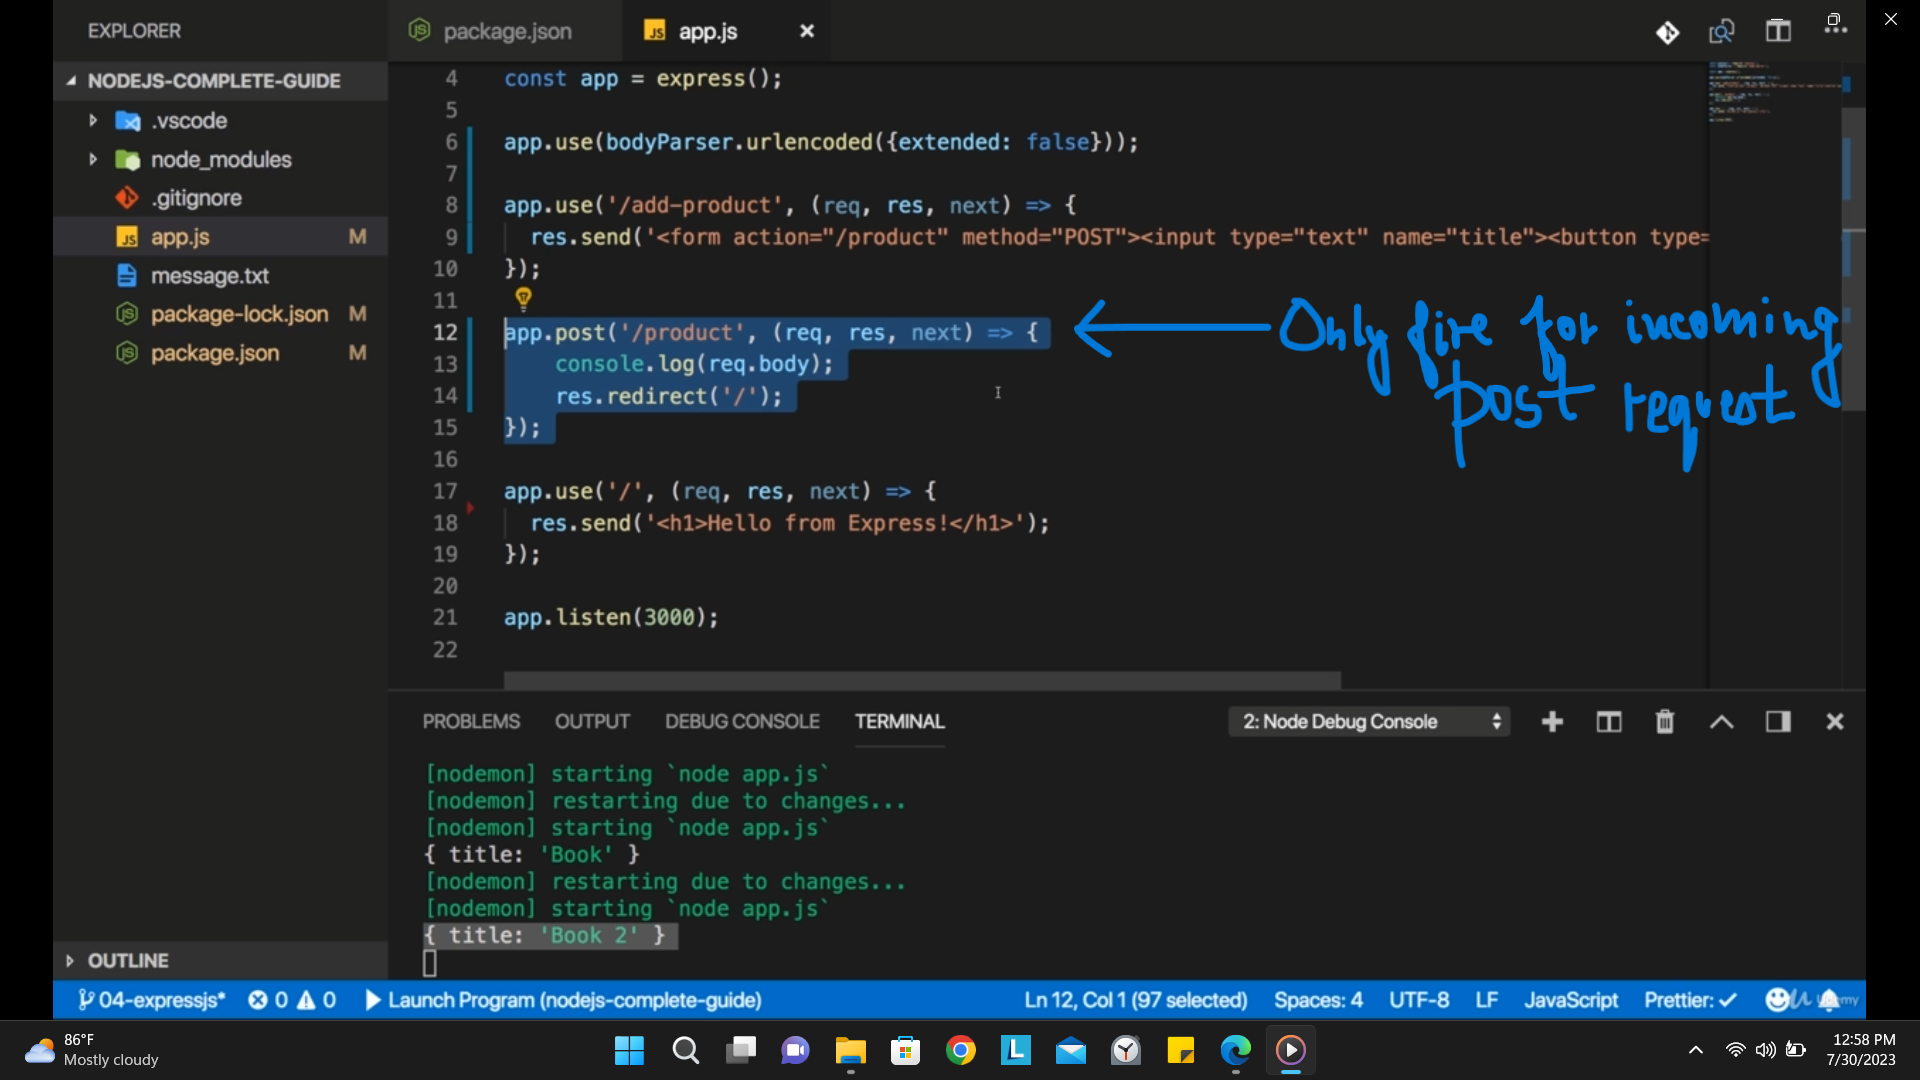 EXPLORER
package.json
app.js
NODEJS-COMPLETE-GUIDE
.vscode
node_modules
.gitignore
app.js M
message.txt
package-lock.json M
package.json M
OUTLINE
4 const app = express();
5
6 app.use(bodyParser.urlencoded({extended: false}));
7
8 app.use('/add-product', (req, res, next) => {
9 res.send('<form action="/product" method="POST"><input type="text" name="title"><button type=
10 });
11
12 app.post('/product', (req, res, next) => {
13 console.log(req.body);
14 res.redirect('/');
15 });
16
17 app.use('/', (req, res, next) => {
18 res.send('<h1>Hello from Express!</h1>');
19 });
20
21 app.listen(3000);
22
Only fire for incoming
post request
PROBLEMS OUTPUT DEBUG CONSOLE TERMINAL 2: Node Debug Console
[nodemon] starting `node app.js`
[nodemon] restarting due to changes...
[nodemon] starting `node app.js`
{ title: 'Book' }
[nodemon] restarting due to changes...
[nodemon] starting `node app.js`
{ title: 'Book 2' }
04-expressjs* 0 0 Launch Program (nodejs-complete-guide) Ln 12, Col 1 (97 selected) Spaces: 4 UTF-8 LF JavaScript Prettier: ✓
86°F
Mostly cloudy
12:58 PM
7/30/2023